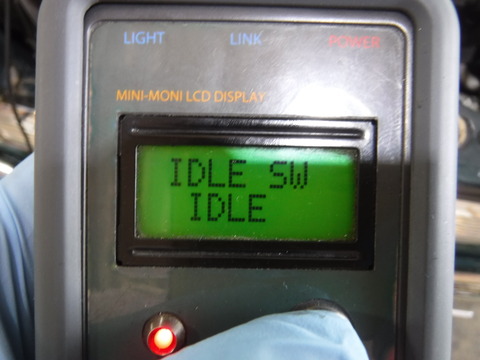 LIGHT LINK POWER
MINI-MONI LCD DISPLAY
IDLE SW
IDLE